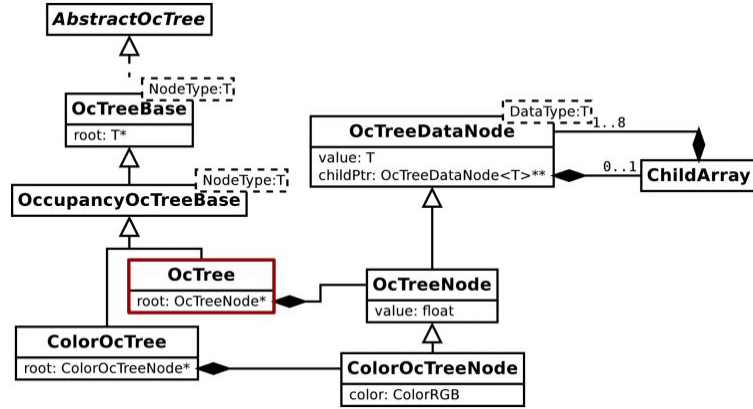 AbstractOcTree
NodeType:T
OcTreeBase
root: T*
DataType:T
OcTreeDataNode
1..8
value: T
childPtr: OcTreeDataNode<T>**
0..1
ChildArray
NodeType:T
OccupancyOcTreeBase
OcTree
root: OcTreeNode*
OcTreeNode
value: float
ColorOcTree
root: ColorOcTreeNode*
ColorOcTreeNode
color: ColorRGB